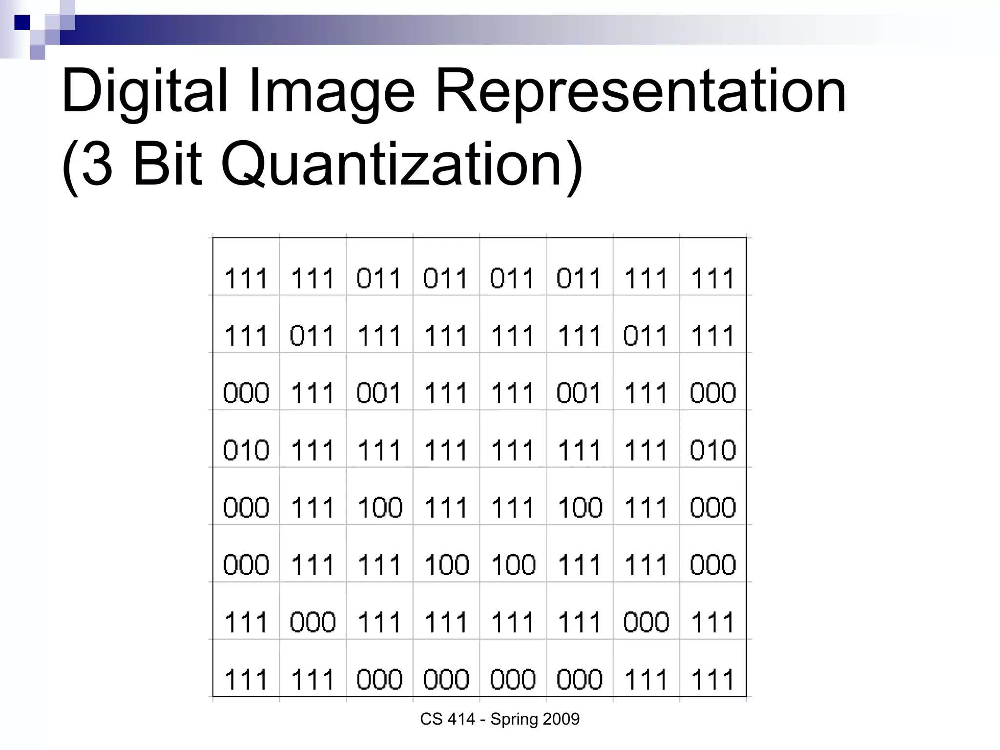 Digital Image Representation
(3 Bit Quantization)
111 111 011 011 011 011 111 111
111 011 111 111 111 111 011 111
000 111 001 111 111 001 111 000
010 111 111 111 111 111 111 010
000 111 100 111 111 100 111 000
000 111 111 100 100 111 111 000
111 000 111 111 111 111 000 111
111 111 000 000 000 000 111 111
CS 414 - Spring 2009